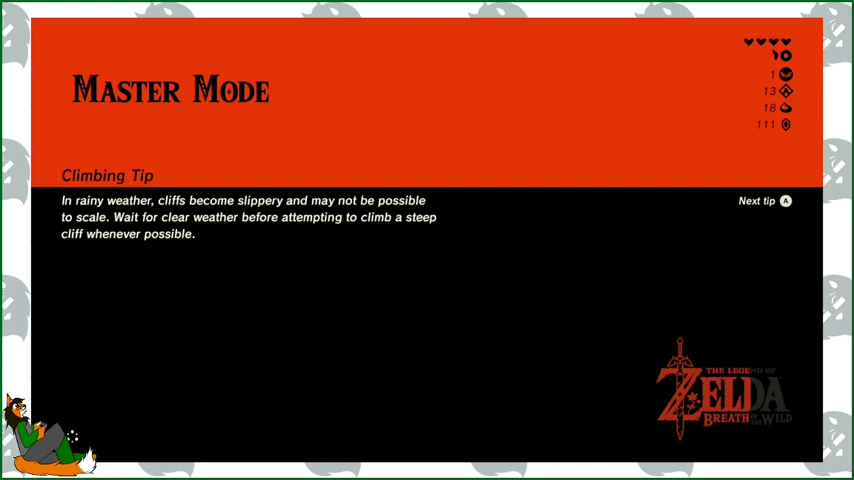 MASTER MODE
1
13
18
111
Climbing Tip
In rainy weather, cliffs become slippery and may not be possible
to scale. Wait for clear weather before attempting to climb a steep
cliff whenever possible.
Next tip A
THE LEGEND OF
ZELDA
BREATH OF THE WILD